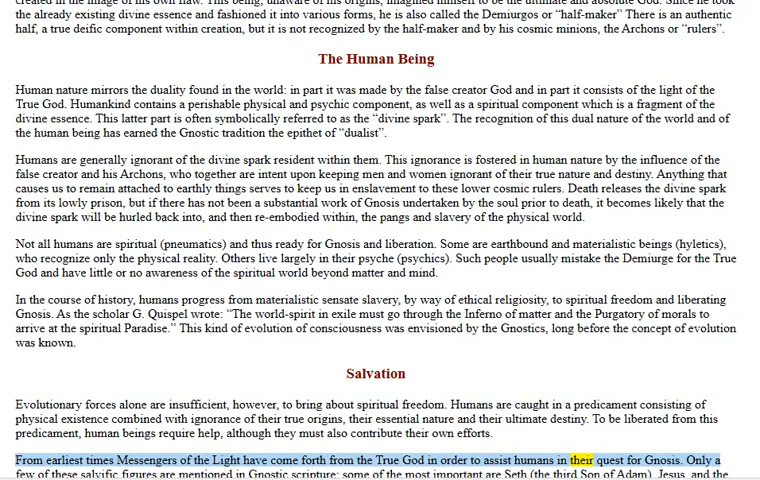 created in the image of his own flaw. This being, unaware of his origins, imagined himself to be the ultimate and absolute God. Since he took
the already existing divine essence and fashioned it into various forms, he is also called the Demiurgos or “half-maker” There is an authentic
half, a true deific component within creation, but it is not recognized by the half-maker and by his cosmic minions, the Archons or “rulers”.
The Human Being
Human nature mirrors the duality found in the world: in part it was made by the false creator God and in part it consists of the light of the
True God. Humankind contains a perishable physical and psychic component, as well as a spiritual component which is a fragment of the
divine essence. This latter part is often symbolically referred to as the “divine spark”. The recognition of this dual nature of the world and of
the human being has earned the Gnostic tradition the epithet of “dualist”.
Humans are generally ignorant of the divine spark resident within them. This ignorance is fostered in human nature by the influence of the
false creator and his Archons, who together are intent upon keeping men and women ignorant of their true nature and destiny. Anything that
causes us to remain attached to earthly things serves to keep us in enslavement to these lower cosmic rulers. Death releases the divine spark
from its lowly prison, but if there has not been a substantial work of Gnosis undertaken by the soul prior to death, it becomes likely that the
divine spark will be hurled back into, and then re-embodied within, the pangs and slavery of the physical world.
Not all humans are spiritual (pneumatics) and thus ready for Gnosis and liberation. Some are earthbound and materialistic beings (hyletics),
who recognize only the physical reality. Others live largely in their psyche (psychics). Such people usually mistake the Demiurge for the True
God and have little or no awareness of the spiritual world beyond matter and mind.
In the course of history, humans progress from materialistic sensate slavery, by way of ethical religiosity, to spiritual freedom and liberating
Gnosis. As the scholar G. Quispel wrote: “The world-spirit in exile must go through the Inferno of matter and the Purgatory of morals to
arrive at the spiritual Paradise.” This kind of evolution of consciousness was envisioned by the Gnostics, long before the concept of evolution
was known.
Salvation
Evolutionary forces alone are insufficient, however, to bring about spiritual freedom. Humans are caught in a predicament consisting of
physical existence combined with ignorance of their true origins, their essential nature and their ultimate destiny. To be liberated from this
predicament, human beings require help, although they must also contribute their own efforts.
From earliest times Messengers of the Light have come forth from the True God in order to assist humans in their quest for Gnosis. Only a
few of these salvific figures are mentioned in Gnostic scripture; some of the most important are Seth (the third Son of Adam), Jesus, and the